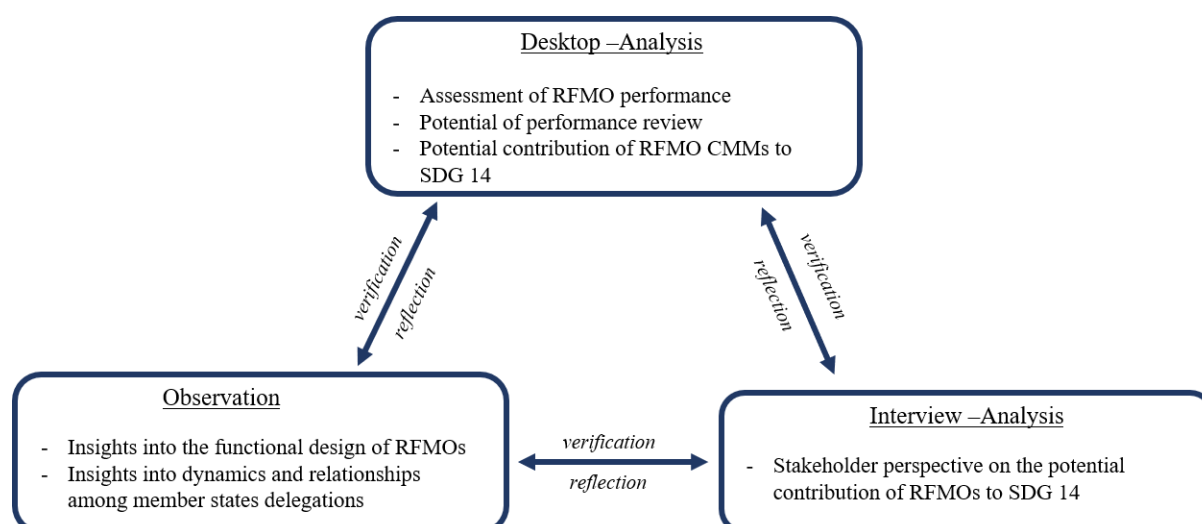 Desktop –Analysis
- Assessment of RFMO performance
- Potential of performance review
- Potential contribution of RFMO CMMs to
SDG 14
verification
reflection
verification
reflection
Observation
- Insights into the functional design of RFMOs
- Insights into dynamics and relationships
among member states delegations
verification
reflection
Interview –Analysis
- Stakeholder perspective on the potential
contribution of RFMOs to SDG 14